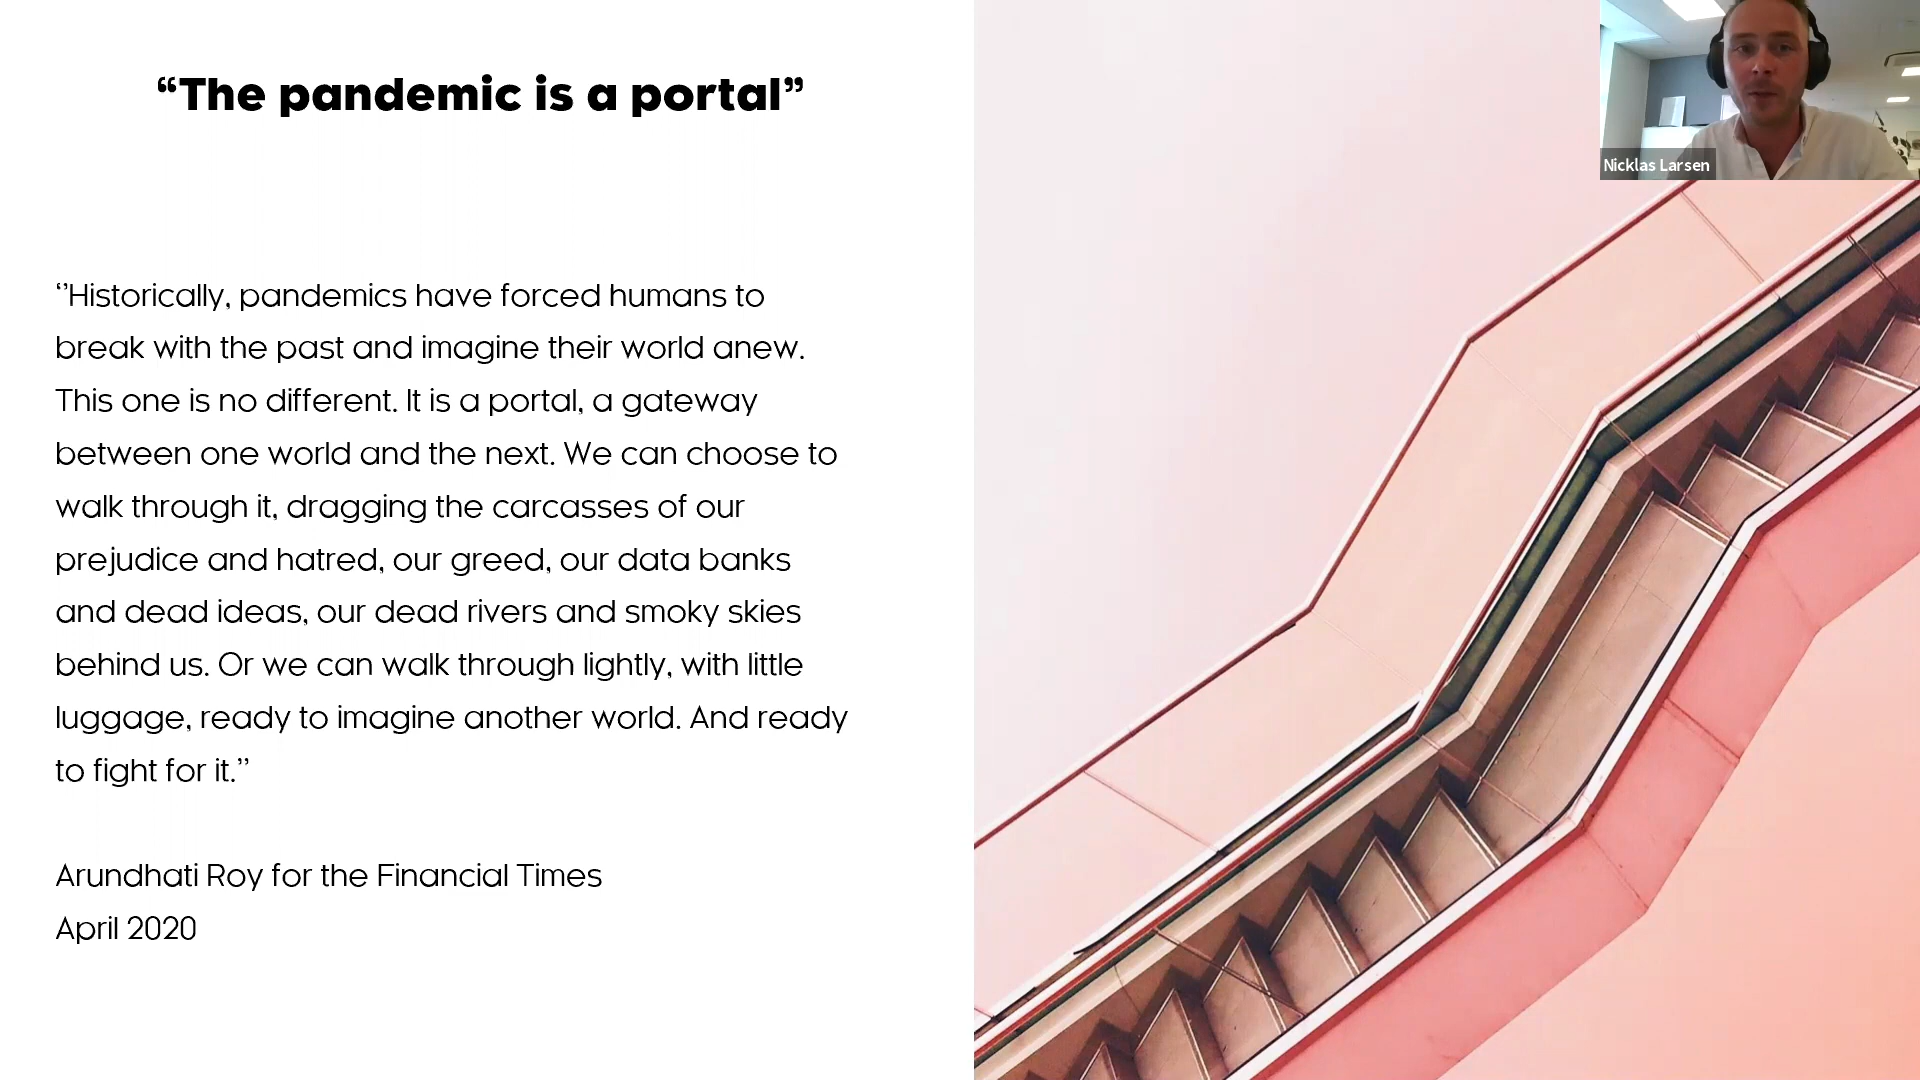 “The pandemic is a portal”
‘’Historically, pandemics have forced humans to
break with the past and imagine their world anew.
This one is no different. It is a portal, a gateway
between one world and the next. We can choose to
walk through it, dragging the carcasses of our
prejudice and hatred, our greed, our data banks
and dead ideas, our dead rivers and smoky skies
behind us. Or we can walk through lightly, with little
luggage, ready to imagine another world. And ready
to fight for it.’’
Arundhati Roy for the Financial Times
April 2020
Nicklas Larsen